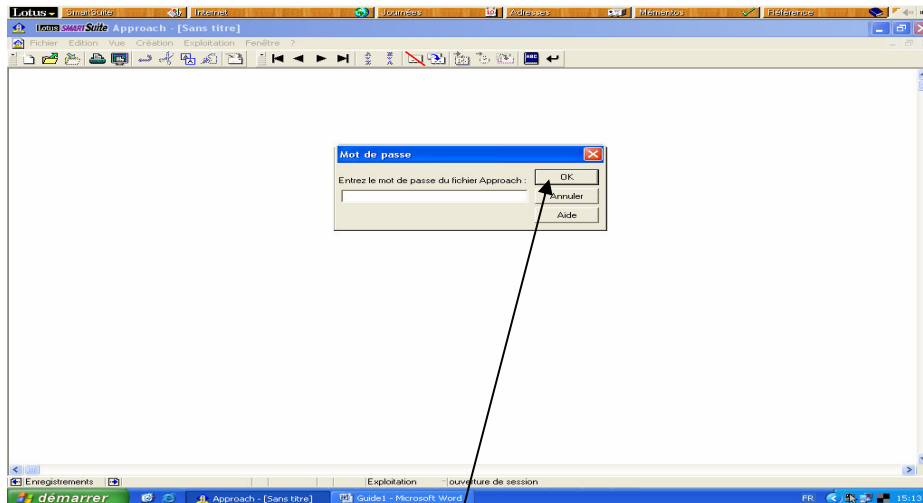 Lotus SmartSuite Internet Journées 10 Adresses Mémentos Référence
Lotus SMARTSuite Approach - [Sans titre]
Fichier Edition Vue Création Exploitation Fenêtre ?
Mot de passe
Entrez le mot de passe du fichier Approach :
OK
Annuler
Aide
Enregistrements Exploitation ouverture de session
démarrer Approach - [Sans titre] Guide1 - Microsoft Word FR 15:13